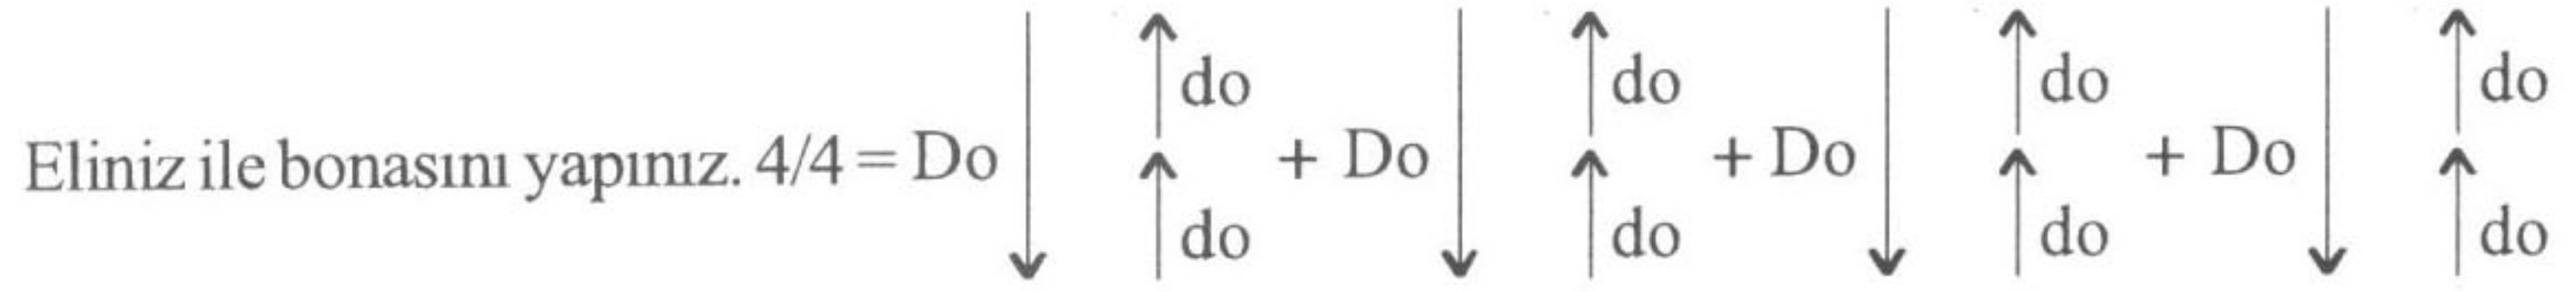 Eliniz ile bonasını yapınız. 4/4 = Do ↓ ↑ do ↑ do + Do ↓ ↑ do ↑ do + Do ↓ ↑ do ↑ do + Do ↓ ↑ do ↑ do